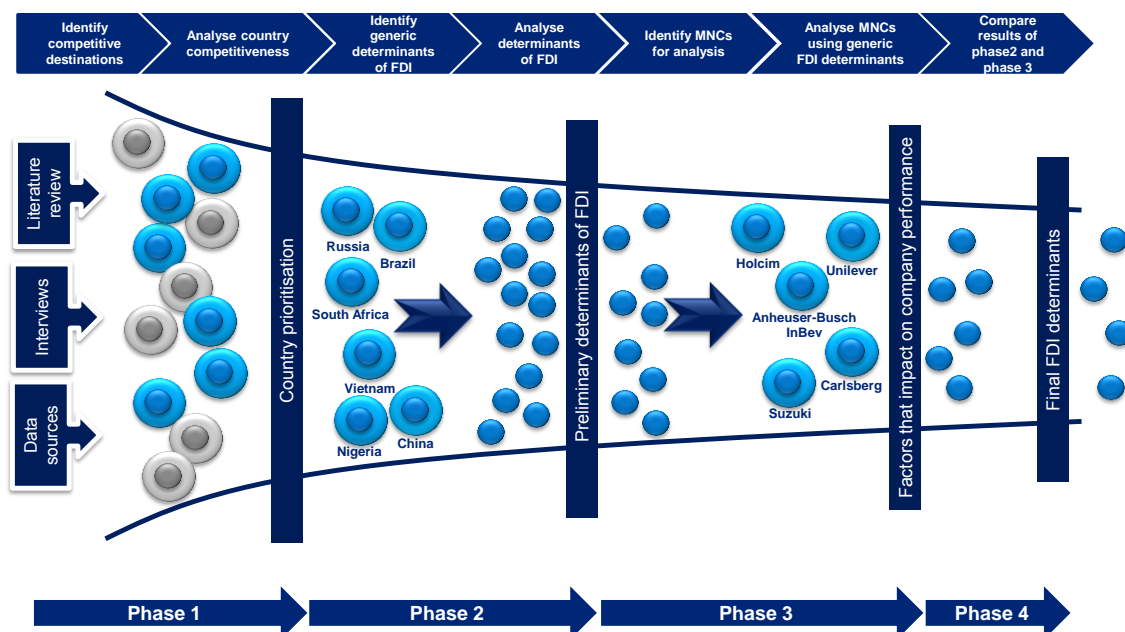 Identify
competitive
destinations
Analyse country
competitiveness
Identify
generic
determinants
of FDI
Analyse
determinants
of FDI
Identify MNCs
for analysis
Analyse MNCs
using generic
FDI determinants
Compare
results of
phase2 and
phase 3
Literature
review
Interviews
Data
sources
Country prioritisation
Russia
Brazil
South Africa
Vietnam
Nigeria
China
Preliminary determinants of FDI
Holcim
Unilever
Anheuser-Busch
InBev
Carlsberg
Suzuki
Factors that impact on company performance
Final FDI determinants
Phase 1
Phase 2
Phase 3
Phase 4